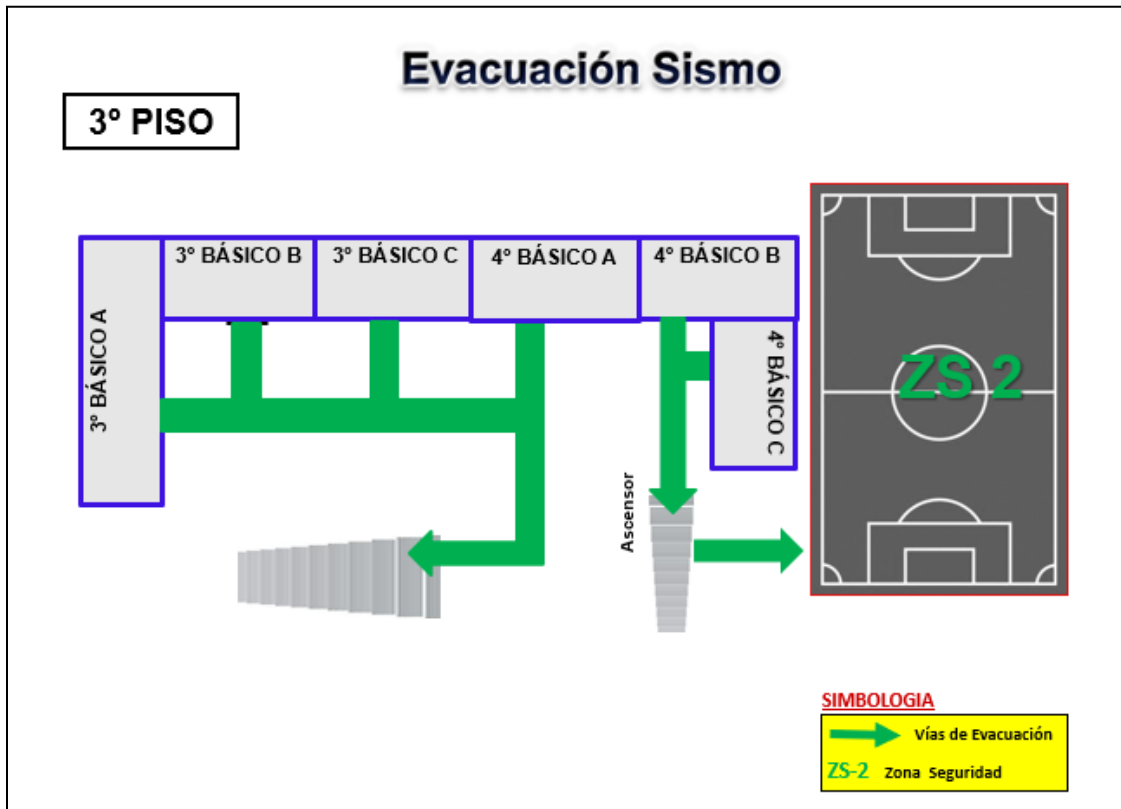 Evacuación Sismo
3º PISO
3º BÁSICO A
3º BÁSICO B
3º BÁSICO C
4º BÁSICO A
4º BÁSICO B
4º BÁSICO C
ZS 2
Ascensor
SIMBOLOGIA
Vías de Evacuación
ZS-2 Zona Seguridad